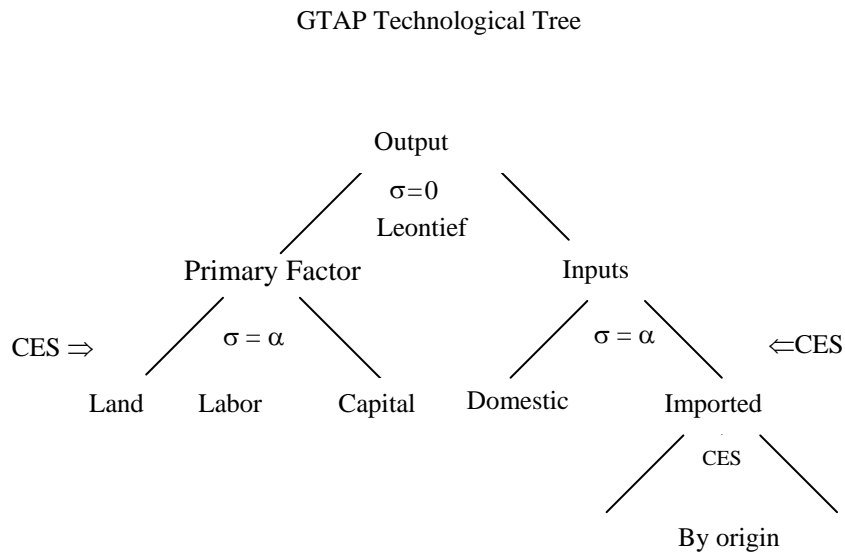 GTAP Technological Tree
Output
σ=0
Leontief
Primary Factor
Inputs
CES ⇒
σ = α
σ = α
⇐CES
Land
Labor
Capital
Domestic
Imported
CES
By origin